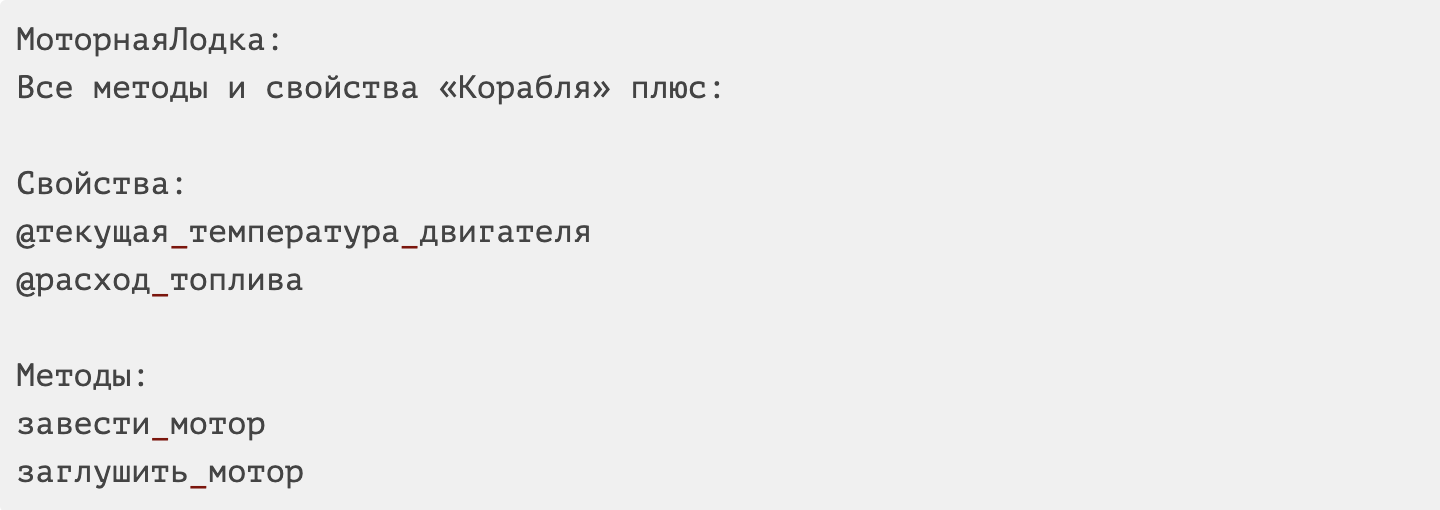 МоторнаяЛодка:
Все методы и свойства «Корабля» плюс:
Свойства:
@текущая_температура_двигателя
@расход_топлива
Методы:
завести_мотор
заглушить_мотор